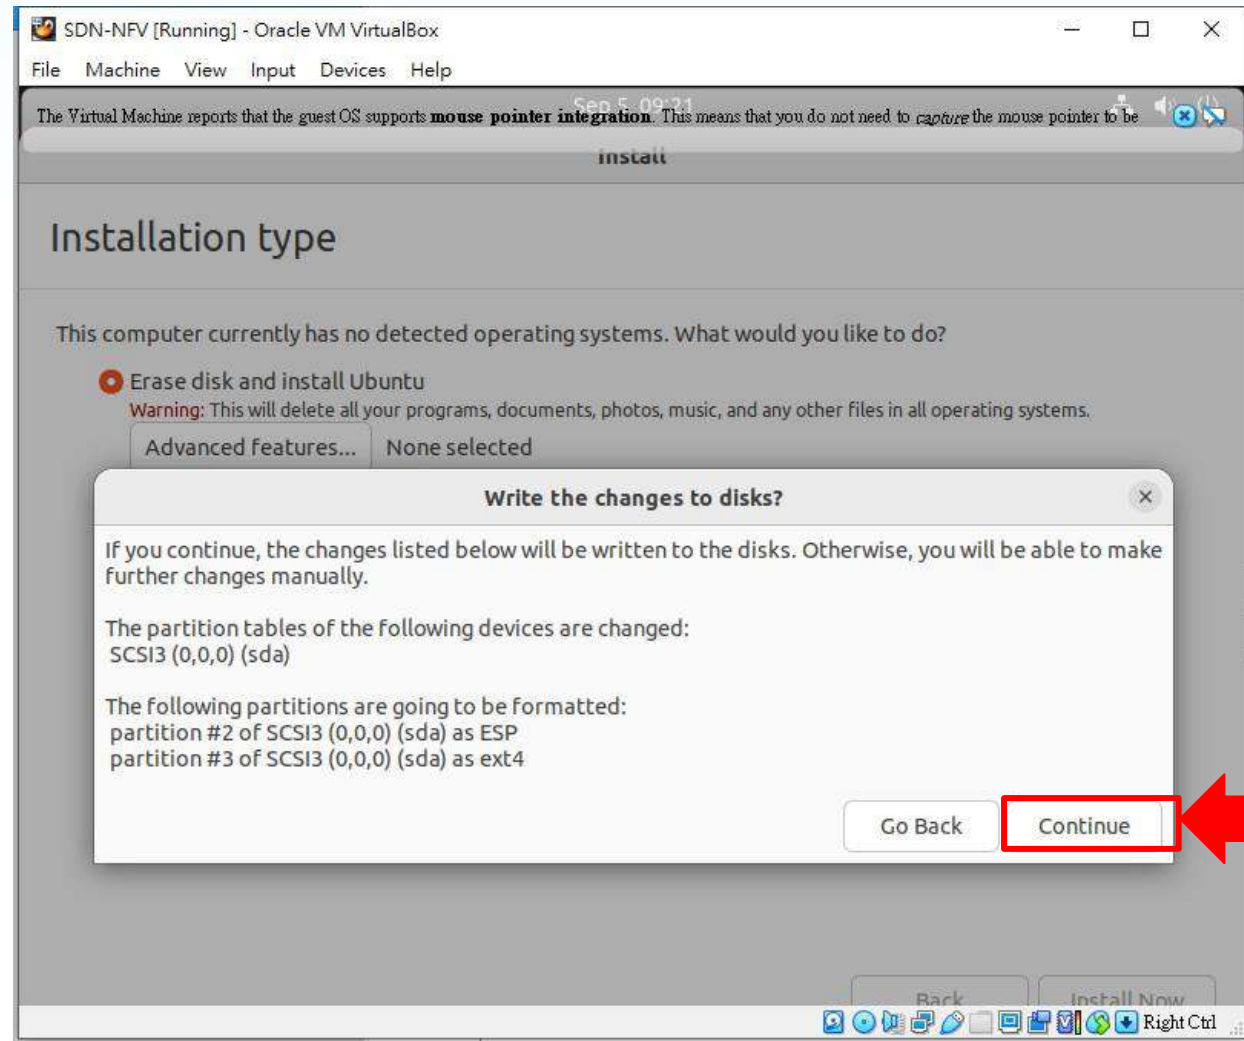 SDN-NFV [Running] - Oracle VM VirtualBox
File Machine View Input Devices Help
Sep 5 09:21
The Virtual Machine reports that the guest OS supports mouse pointer integration. This means that you do not need to capture the mouse pointer to be
Install
Installation type
This computer currently has no detected operating systems. What would you like to do?
Erase disk and install Ubuntu
Warning: This will delete all your programs, documents, photos, music, and any other files in all operating systems.
Advanced features... None selected
Write the changes to disks?
If you continue, the changes listed below will be written to the disks. Otherwise, you will be able to make
further changes manually.
The partition tables of the following devices are changed:
SCSI3 (0,0,0) (sda)
The following partitions are going to be formatted:
partition #2 of SCSI3 (0,0,0) (sda) as ESP
partition #3 of SCSI3 (0,0,0) (sda) as ext4
Go Back Continue
Back Install Now
Right Ctrl